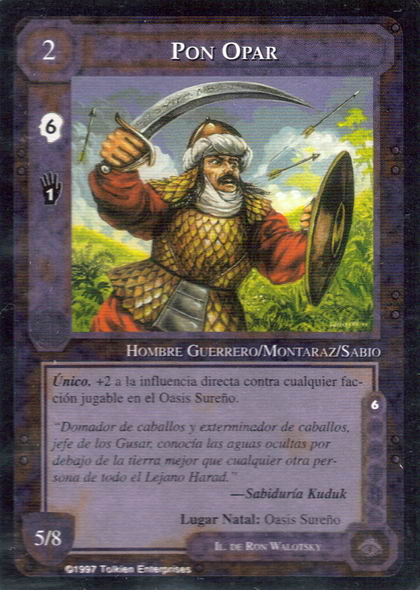 2
PON OPAR
6
1
HOMBRE GUERRERO/MONTARAZ/SABIO
Único. +2 a la influencia directa contra cualquier fac-
ción jugable en el Oasis Sureño.
6
"Domador de caballos y exterminador de caballos,
jefe de los Gusar, conocía las aguas ocultas por
debajo de la tierra mejor que cualquier otra per-
sona de todo el Lejano Harad."
—Sabiduría Kuduk
Lugar Natal: Oasis Sureño
5/8
IL. DE RON WALOTSKY
©1997 Tolkien Enterprises